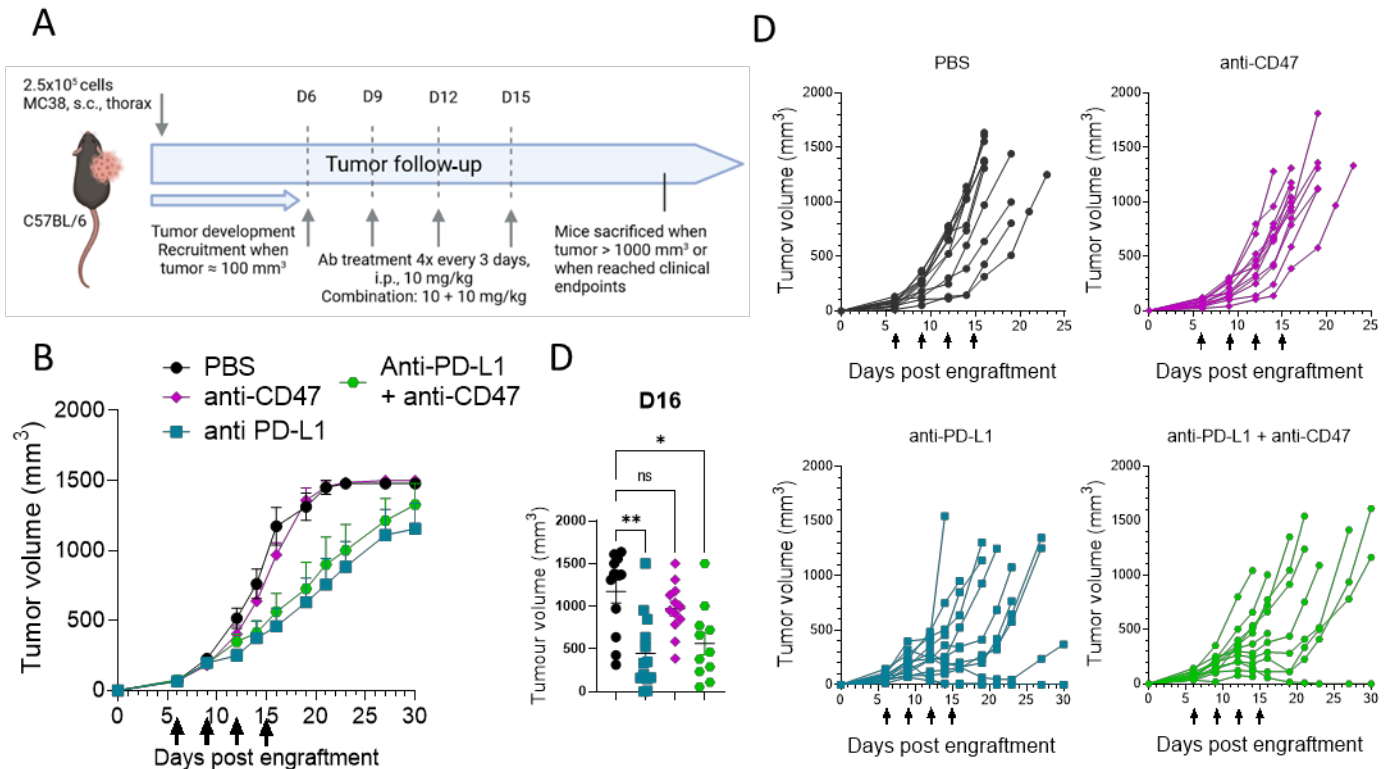 A
2.5x10⁵ cells
MC38, s.c., thorax
D6 D9 D12 D15
Tumor follow-up
C57BL/6
Tumor development
Recruitment when
tumor ≈ 100 mm³
Ab treatment 4x every 3 days,
i.p., 10 mg/kg
Combination: 10 + 10 mg/kg
Mice sacrificed when
tumor > 1000 mm³ or
when reached clinical
endpoints
B
PBS
anti-CD47
anti PD-L1
Anti-PD-L1
+ anti-CD47
Tumor volume (mm³)
2000
1500
1000
500
0
0 5 10 15 20 25 30
Days post engraftment
D
D16
*
ns
**
Tumour volume (mm³)
2000
1500
1000
500
0
D
PBS
Tumor volume (mm³)
2000
1500
1000
500
0
0 5 10 15 20 25
Days post engraftment
anti-CD47
Tumor volume (mm³)
2000
1500
1000
500
0
0 5 10 15 20 25
Days post engraftment
anti-PD-L1
Tumor volume (mm³)
2000
1500
1000
500
0
0 5 10 15 20 25 30
Days post engraftment
anti-PD-L1 + anti-CD47
Tumor volume (mm³)
2000
1500
1000
500
0
0 5 10 15 20 25 30
Days post engraftment